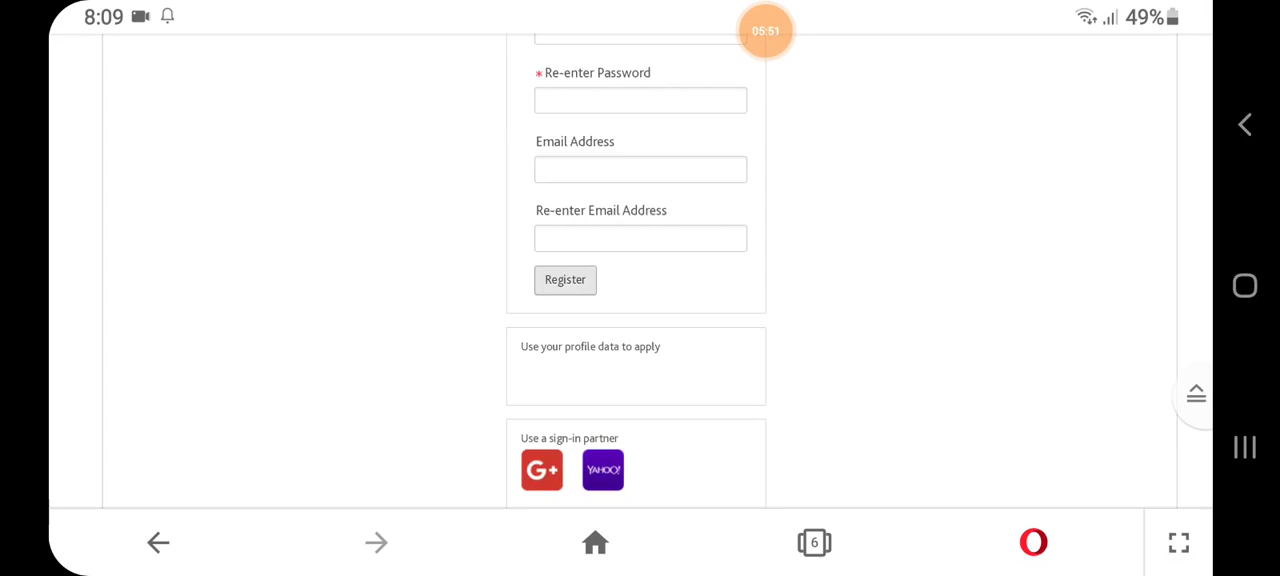 8:09
05:51
49%
* Re-enter Password
Email Address
Re-enter Email Address
Register
Use your profile data to apply
Use a sign-in partner
G+ YAHOO!
6